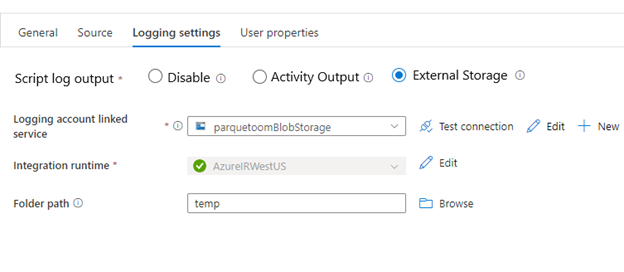 General Source Logging settings User properties
Script log output * Disable Activity Output External Storage
Logging account linked service * parquetoomBlobStorage Test connection Edit New
Integration runtime * AzureIRWestUS Edit
Folder path temp Browse